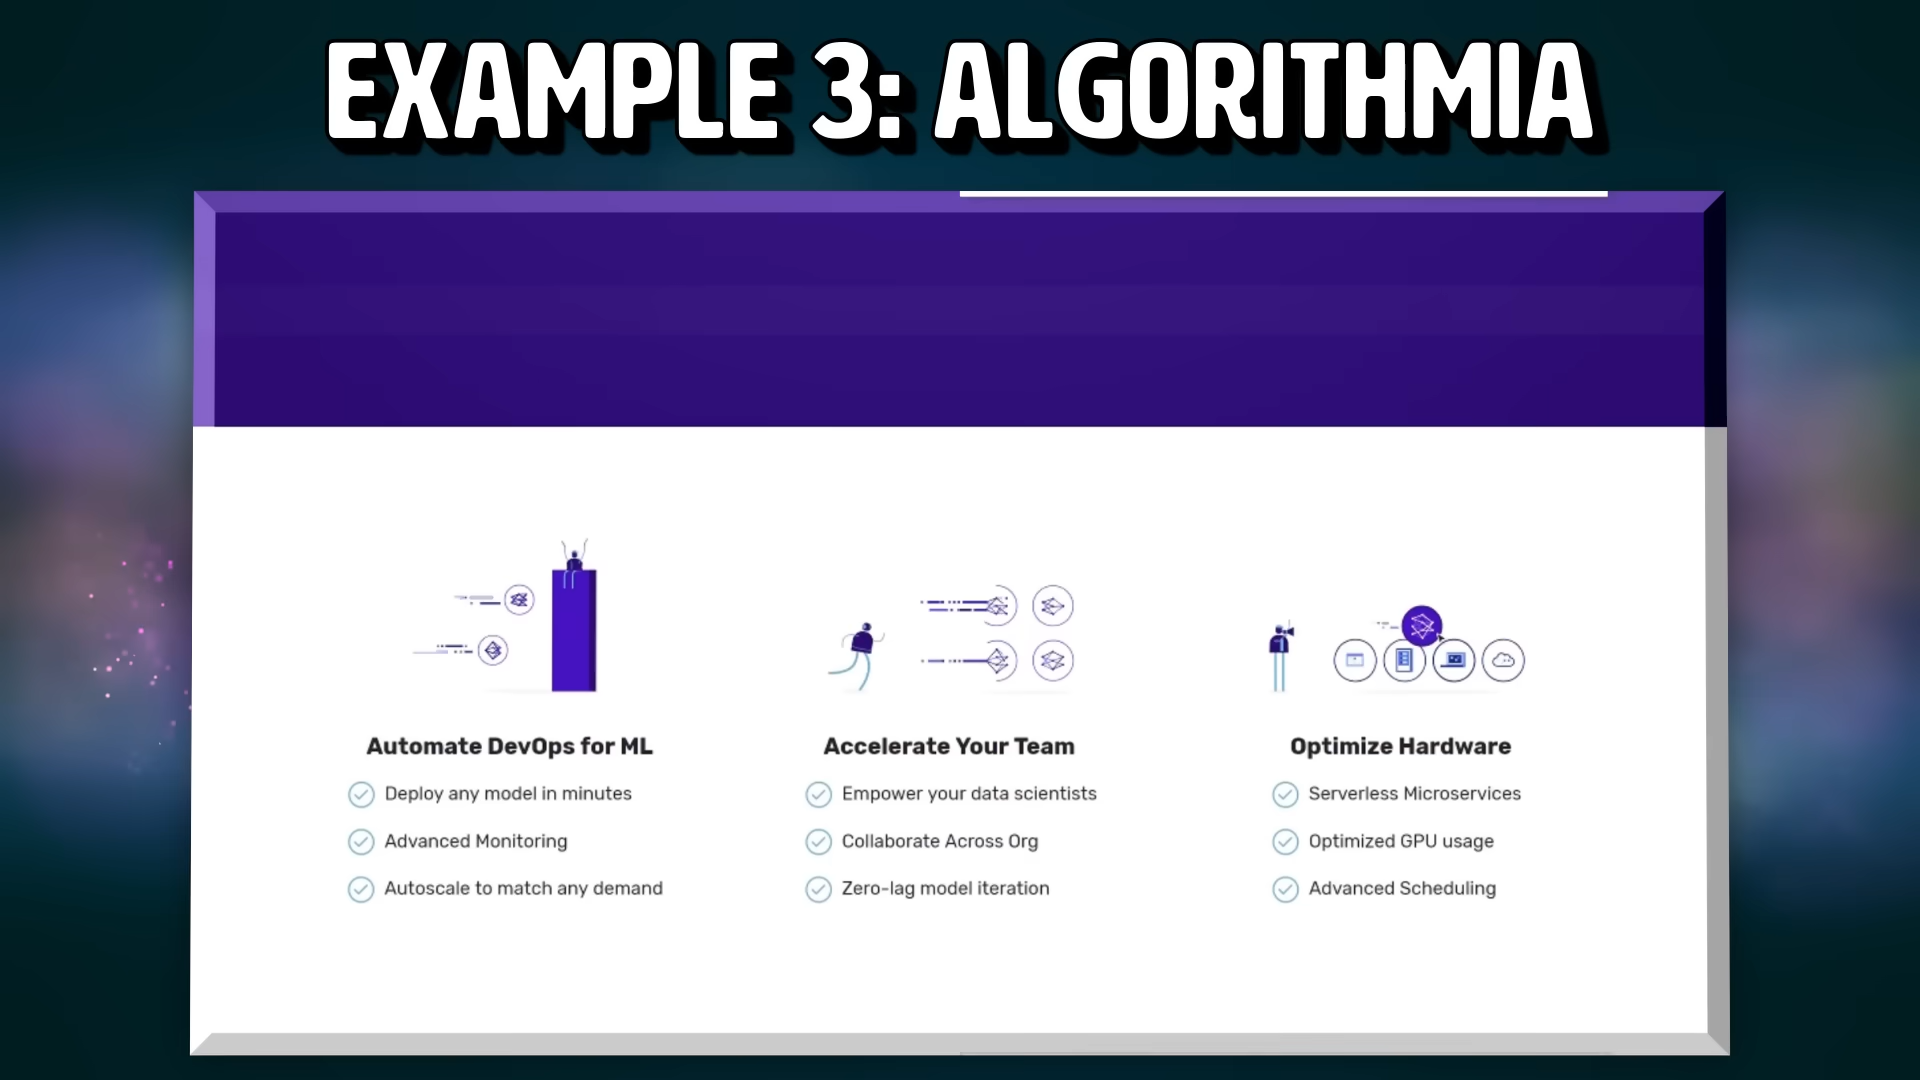 EXAMPLE 3: ALGORITHMIA
Automate DevOps for ML
Deploy any model in minutes
Advanced Monitoring
Autoscale to match any demand
Accelerate Your Team
Empower your data scientists
Collaborate Across Org
Zero-lag model iteration
Optimize Hardware
Serverless Microservices
Optimized GPU usage
Advanced Scheduling